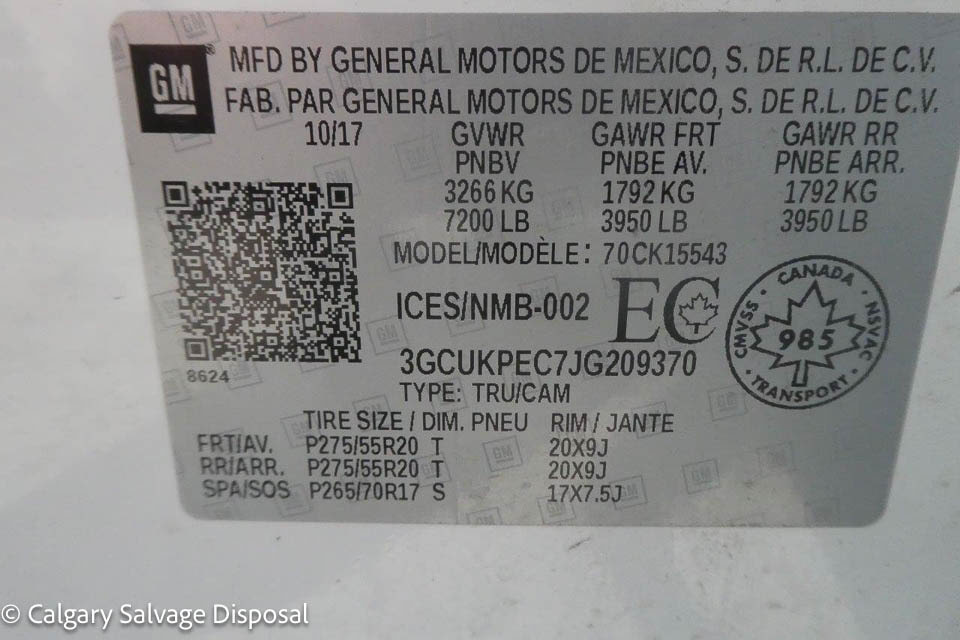 GM
MFD BY GENERAL MOTORS DE MEXICO, S. DE R.L. DE C.V.
FAB. PAR GENERAL MOTORS DE MEXICO, S. DE R.L. DE C.V.
10/17 GVWR GAWR FRT GAWR RR
PNBV PNBE AV. PNBE ARR.
3266 KG 1792 KG 1792 KG
7200 LB 3950 LB 3950 LB
MODEL/MODÈLE: 70CK15543
ICES/NMB-002 EC
CANADA
CMVSS · 985 NSVAC
TRANSPORT
3GCUKPEC7JG209370
8624
TYPE: TRU/CAM
TIRE SIZE / DIM. PNEU RIM / JANTE
FRT/AV. P275/55R20 T 20X9J
RR/ARR. P275/55R20 T 20X9J
SPA/SOS P265/70R17 S 17X7.5J
© Calgary Salvage Disposal